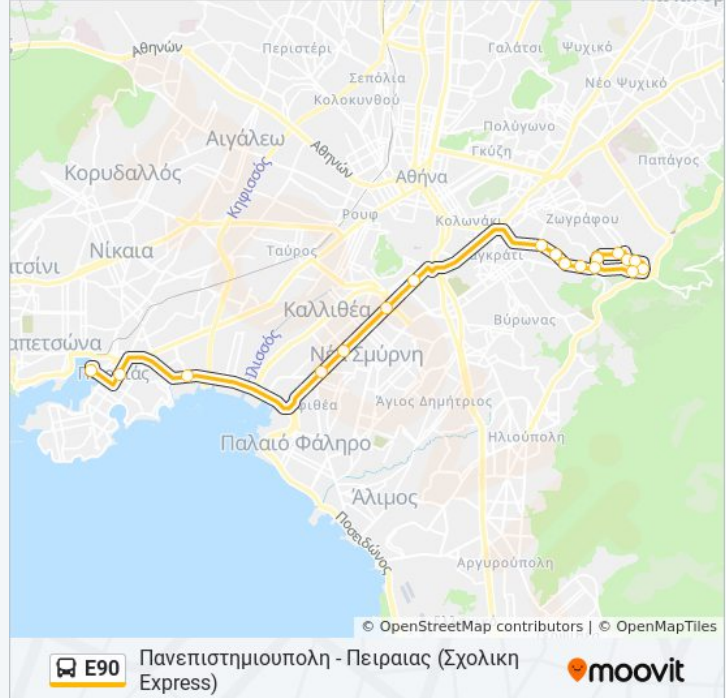 Αθηνών
Περιστέρι
Γαλάτσι
Ψυχικό
Σεπόλια
Νέο Ψυχικό
Κολοκυνθού
Πολύγωνο
Αιγάλεω
Αθηνών
Γκύζη
Παπάγος
Κορυδαλλός
Αθήνα
Κηφισσός
Ρουφ
Κολωνάκι
Ζωγράφου
Νίκαια
Ταύρος
αγκράτι
ατσίνι
Καλλιθέα
Βύρωνας
απετσώνα
Ιλισσός
Νέα Σμύρνη
Άγιος Δημήτριος
Ηλιούπολη
Παλαιό Φάληρο
Άλιμος
Ποσειδώνος
Αργυρούπολη
© OpenStreetMap contributors | © OpenMapTiles
E90
Πανεπιστημιουπολη - Πειραιας (Σχολικη
Express)
moovit